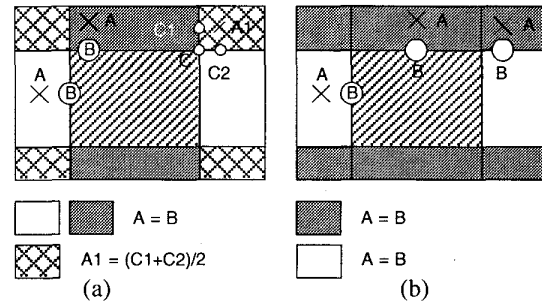 A C1 A1
B C C2
A B
A = B
A1 = (C1+C2)/2
(a)
A A
B B
A B
A = B
A = B
(b)